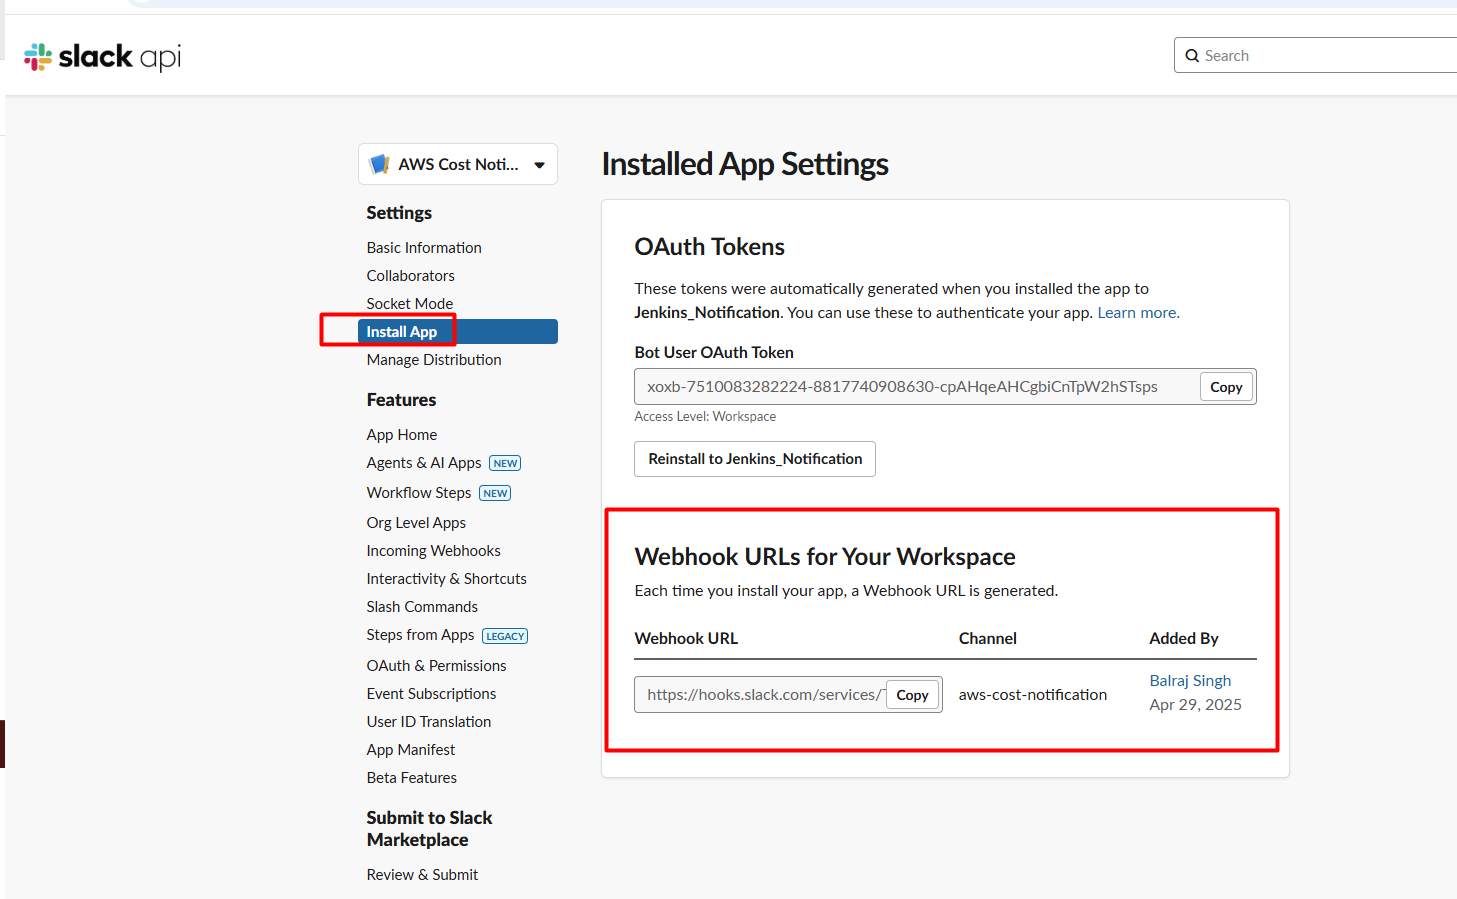 slack api
Search
AWS Cost Noti...
Installed App Settings
Settings
Basic Information
Collaborators
Socket Mode
Install App
Manage Distribution
Features
App Home
Agents & AI Apps NEW
Workflow Steps NEW
Org Level Apps
Incoming Webhooks
Interactivity & Shortcuts
Slash Commands
Steps from Apps LEGACY
OAuth & Permissions
Event Subscriptions
User ID Translation
App Manifest
Beta Features
Submit to Slack
Marketplace
Review & Submit
OAuth Tokens
These tokens were automatically generated when you installed the app to
Jenkins_Notification. You can use these to authenticate your app. Learn more.
Bot User OAuth Token
xoxb-7510083282224-8817740908630-cpAHqeAHCgbiCnTpW2hSTsps Copy
Access Level: Workspace
Reinstall to Jenkins_Notification
Webhook URLs for Your Workspace
Each time you install your app, a Webhook URL is generated.
Webhook URL Channel Added By
https://hooks.slack.com/services/ Copy aws-cost-notification Balraj Singh
Apr 29, 2025